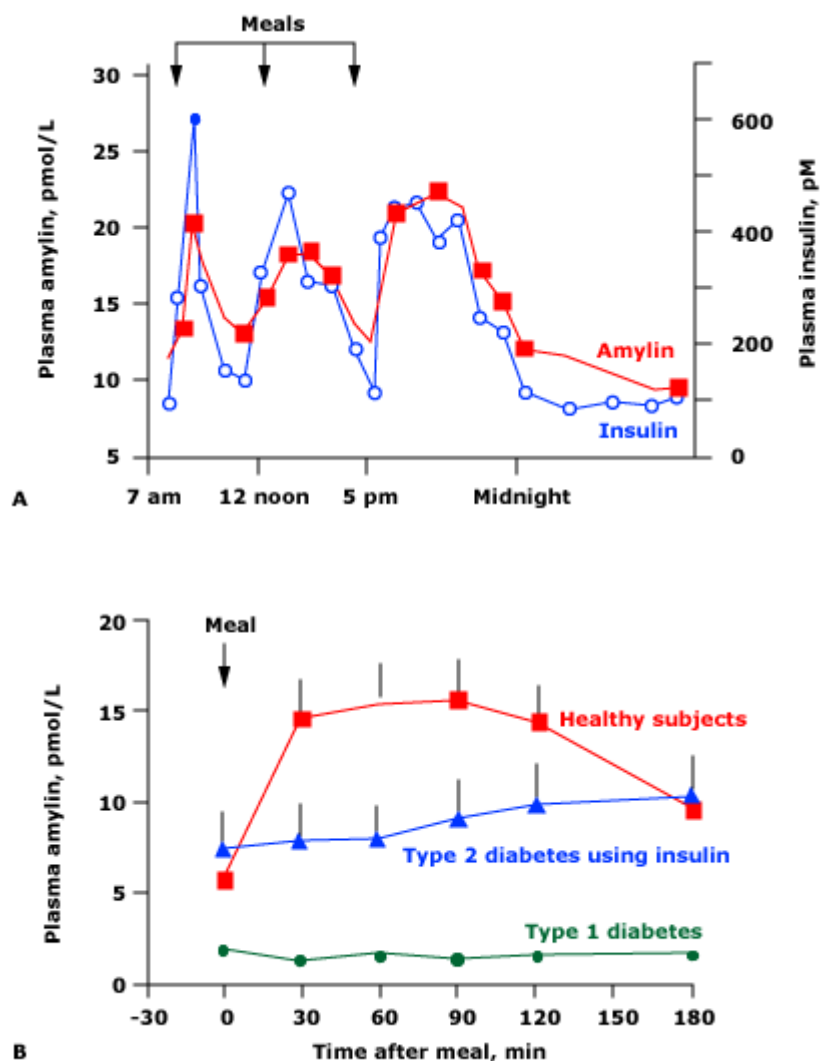 Meals
Plasma amylin, pmol/L
30
25
20
15
10
5
Plasma insulin, pM
600
400
200
0
Amylin
Insulin
7 am 12 noon 5 pm Midnight
A
Meal
Plasma amylin, pmol/L
20
15
10
5
0
Healthy subjects
Type 2 diabetes using insulin
Type 1 diabetes
-30 0 30 60 90 120 150 180
B
Time after meal, min